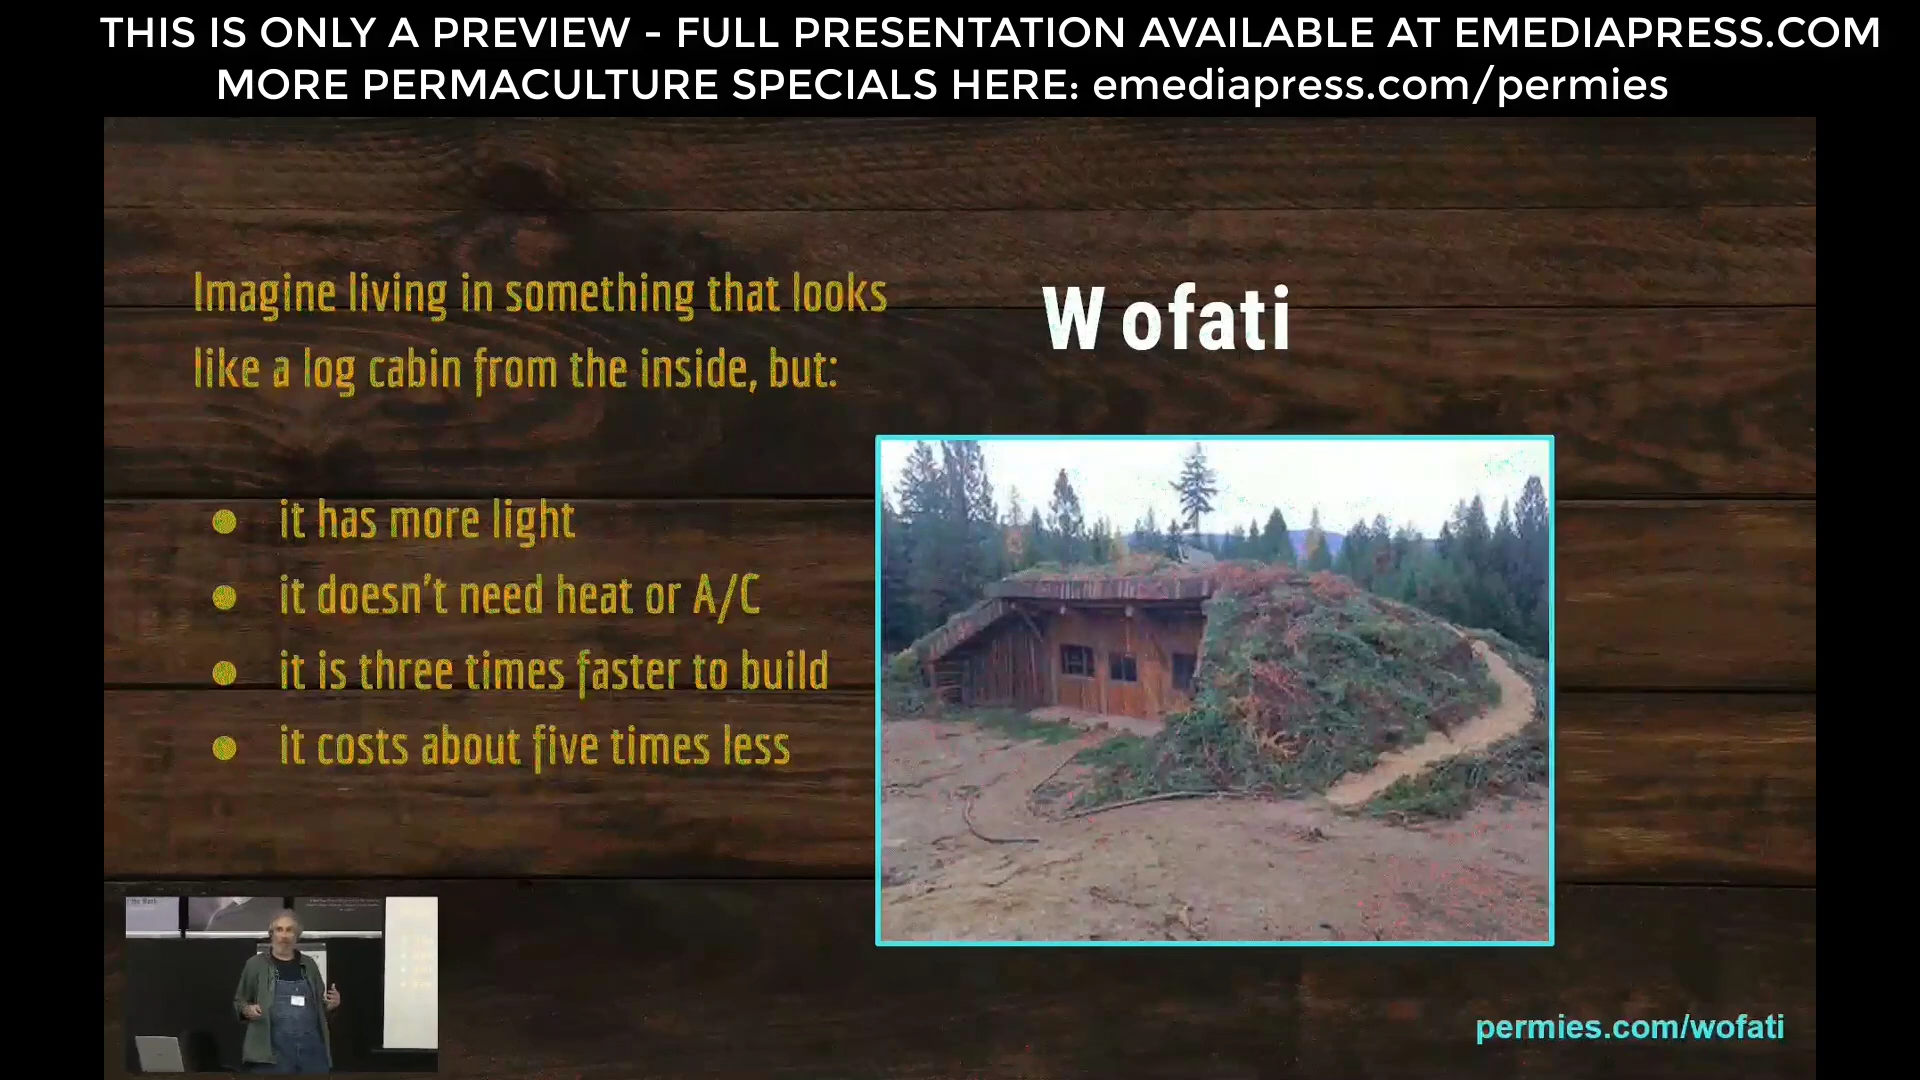 THIS IS ONLY A PREVIEW - FULL PRESENTATION AVAILABLE AT EMEDIAPRESS.COM
MORE PERMACULTURE SPECIALS HERE: emediapress.com/permies
Imagine living in something that looks
like a log cabin from the inside, but:
● it has more light
● it doesn't need heat or A/C
● it is three times faster to build
● it costs about five times less
Wofati
permies.com/wofati